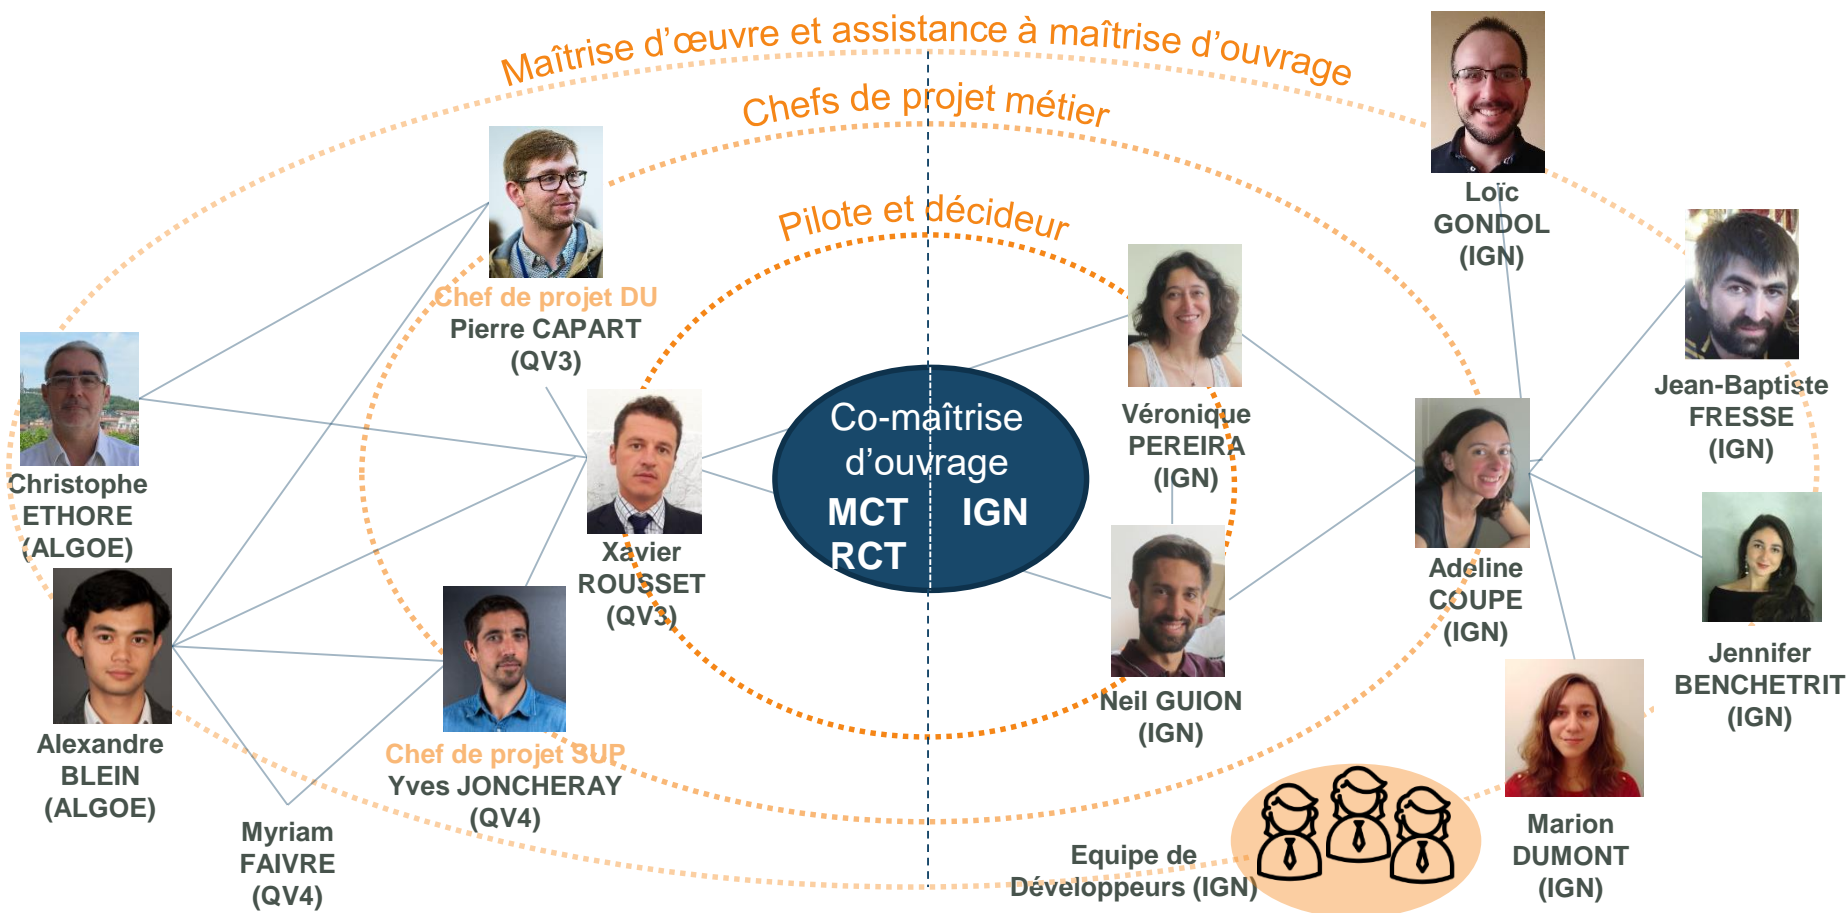 Maîtrise d'œuvre et assistance à maîtrise d'ouvrage
Chefs de projet métier
Pilote et décideur
Chef de projet DU
Pierre CAPART
(QV3)
Christophe
ETHORE
(ALGOE)
Alexandre
BLEIN
(ALGOE)
Myriam
FAIVRE
(QV4)
Chef de projet SUP
Yves JONCHERAY
(QV4)
Xavier
ROUSSET
(QV3)
Co-maîtrise
d'ouvrage
MCT IGN
RCT
Véronique
PEREIRA
(IGN)
Neil GUION
(IGN)
Adeline
COUPE
(IGN)
Loïc
GONDOL
(IGN)
Jean-Baptiste
FRESSE
(IGN)
Jennifer
BENCHETRIT
(IGN)
Marion
DUMONT
(IGN)
Equipe de
Développeurs (IGN)